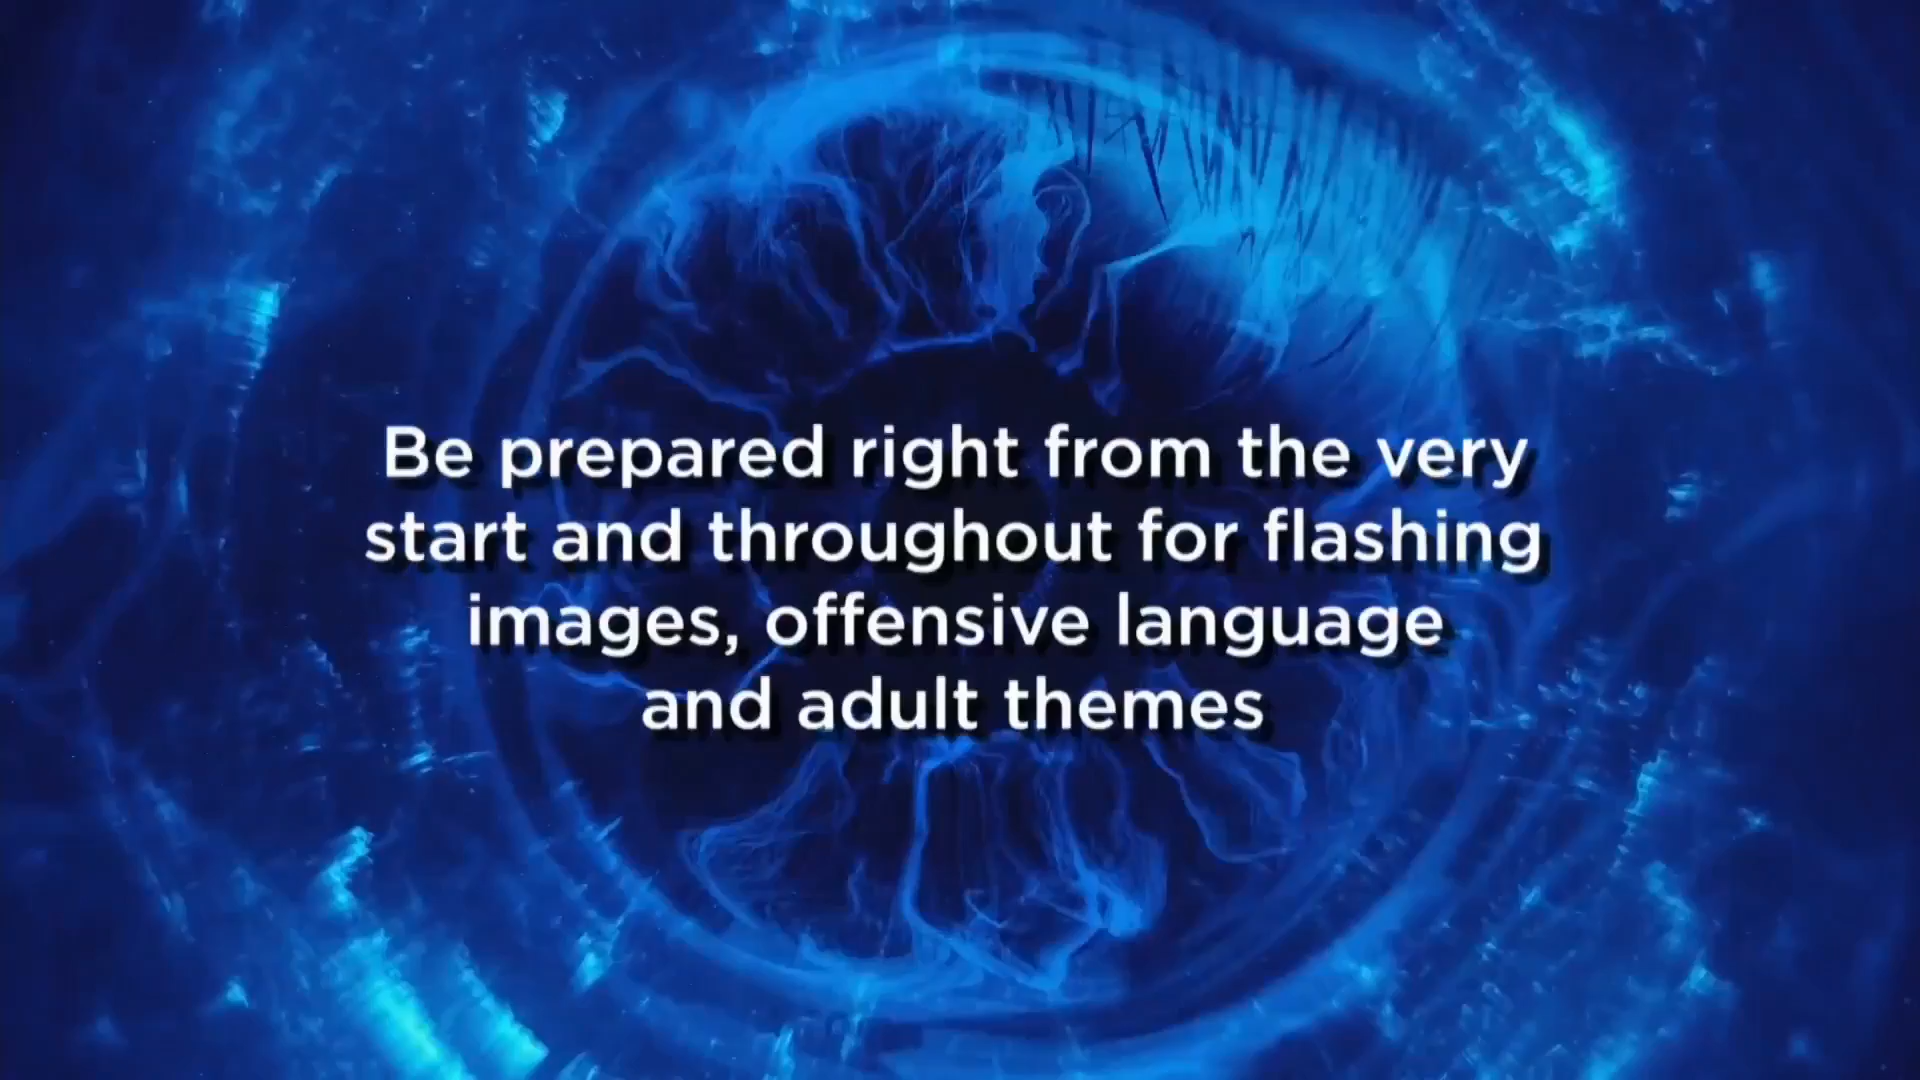 Be prepared right from the very
start and throughout for flashing
images, offensive language
and adult themes